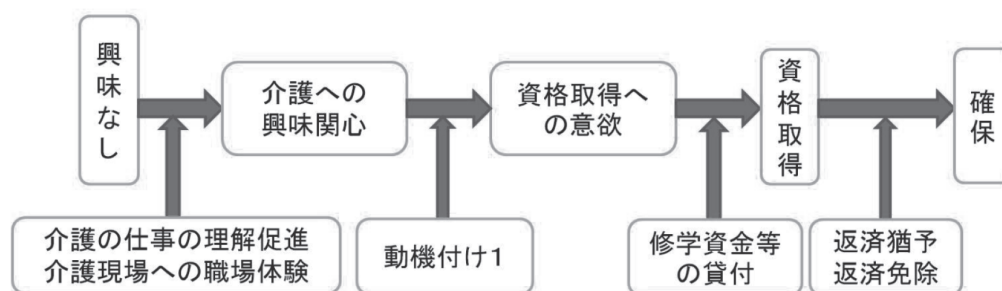 興味なし
介護への
興味関心
資格取得へ
の意欲
資格取得
確保
介護の仕事の理解促進
介護現場への職場体験
動機付け1
修学資金等
の貸付
返済猶予
返済免除